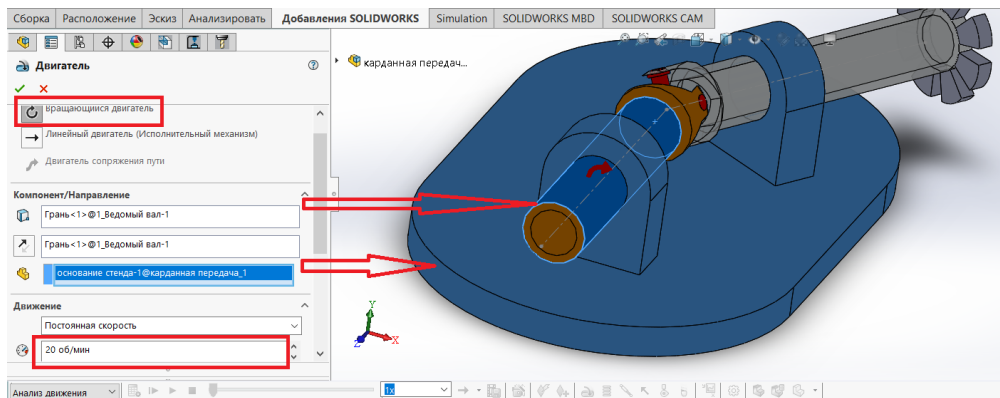 Сборка Расположение Эскиз Анализировать Добавления SOLIDWORKS Simulation SOLIDWORKS MBD SOLIDWORKS CAM
Двигатель
карданная передач...
Вращающийся двигатель
Линейный двигатель (Исполнительный механизм)
Двигатель сопряжения пути
Компонент/Направление
Грань<1>@1_Ведомый вал-1
Грань<1>@1_Ведомый вал-1
основание стенда-1@карданная передача_1
Движение
Постоянная скорость
20 об/мин
Y
Z X
Анализ движения 1x